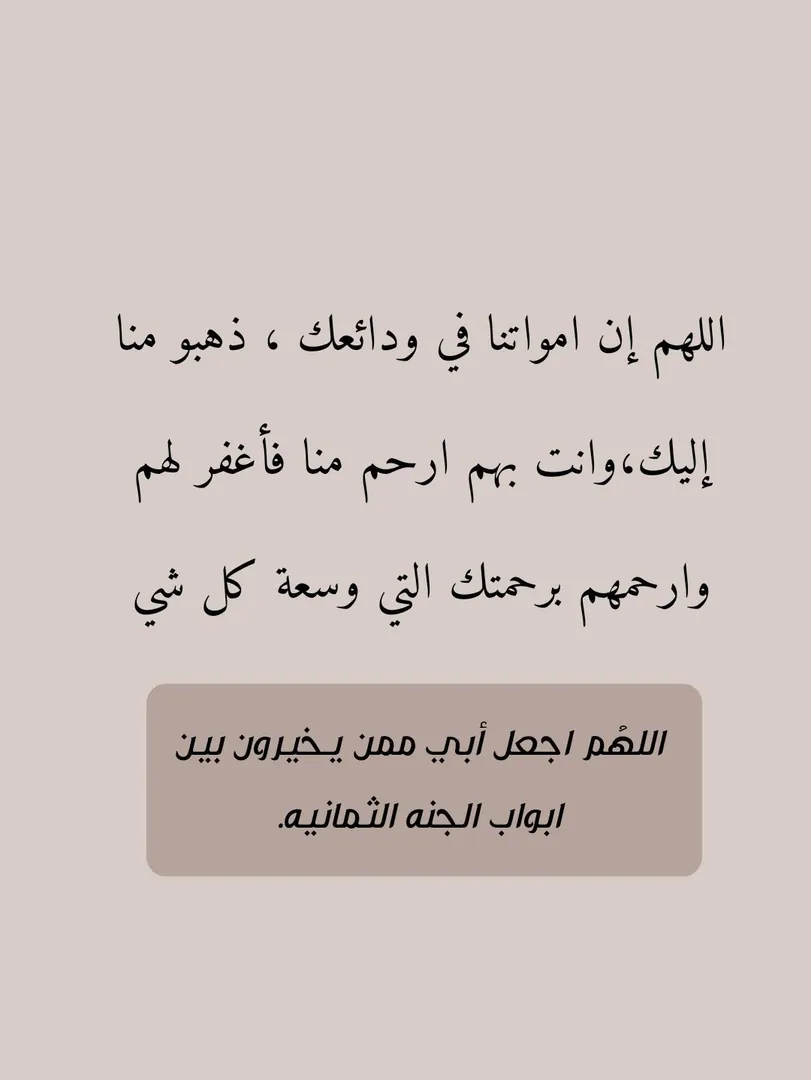 اللهم إن امواتنا في ودائعك ، ذهبو منا
إليك،وانت بهم ارحم منا فأغفر لهم
وارحمهم برحمتك التي وسعة كل شي
اللهُم اجعل أبي ممن يخيرون بين
ابواب الجنه الثمانيه.